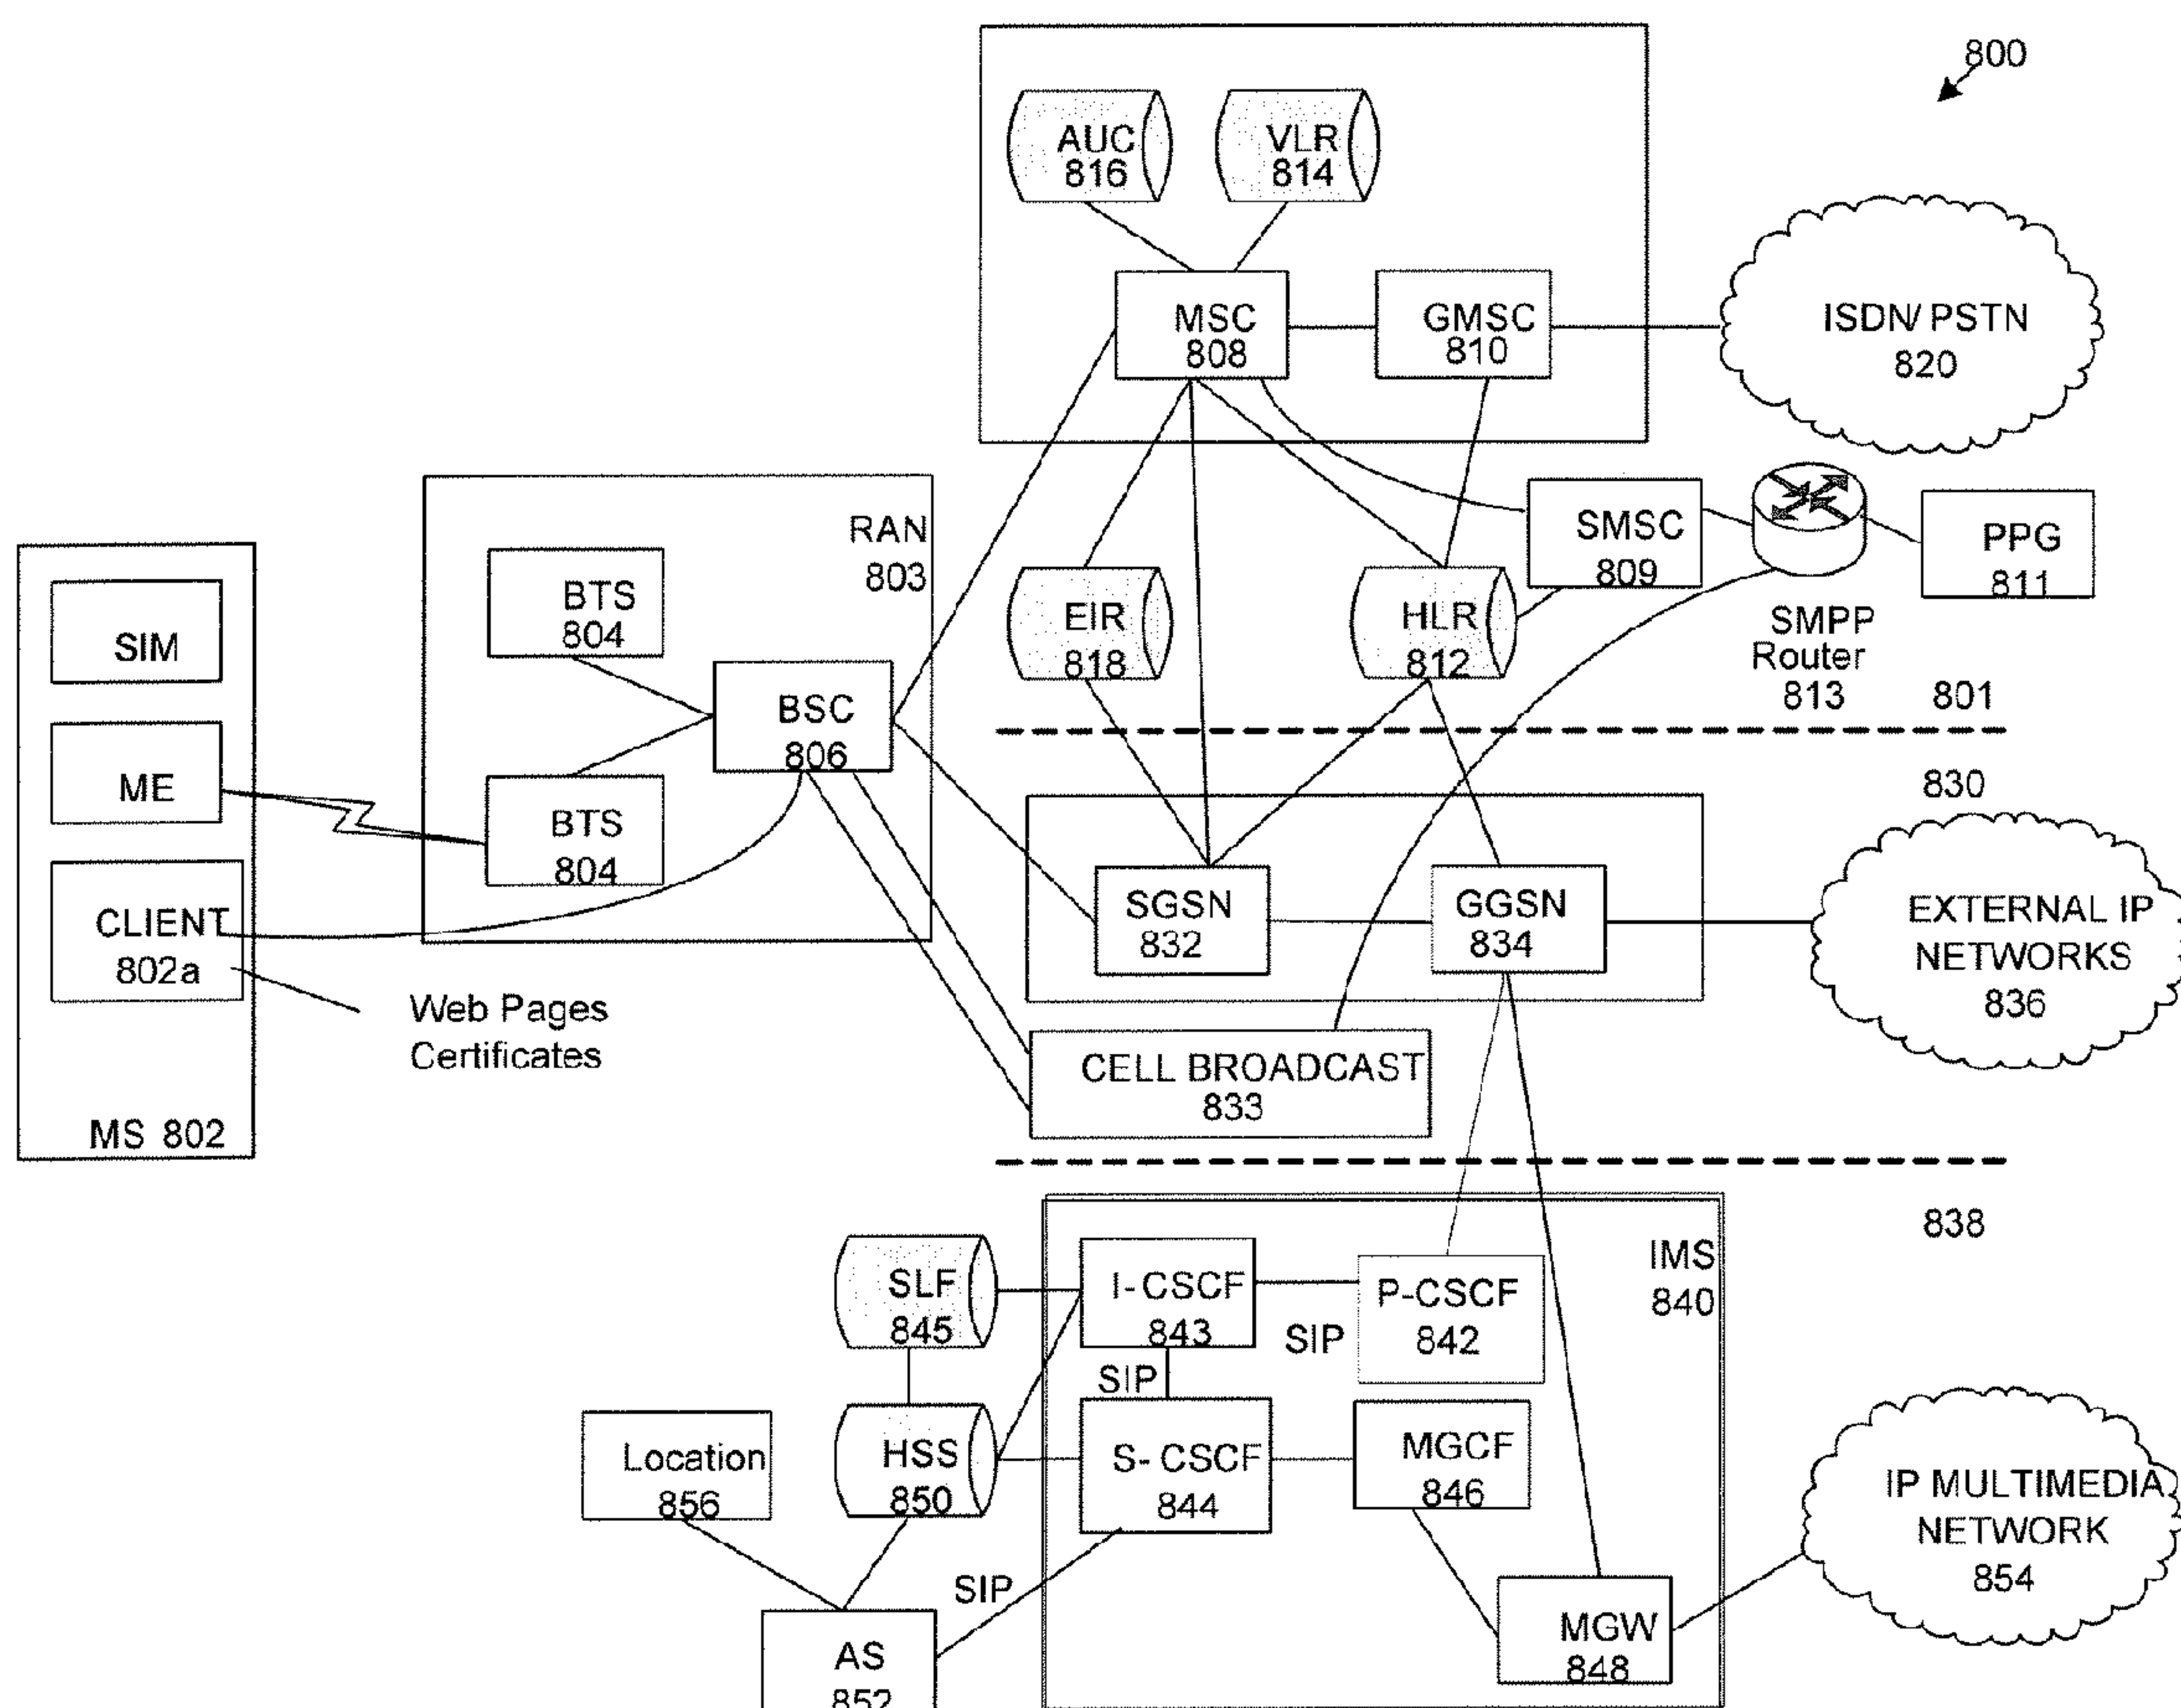 800
AUC
816
VLR
814
MSC
808
GMSC
810
ISDN/ PSTN
820
RAN
803
BTS
804
BSC
806
BTS
804
SIM
ME
CLIENT
802a
MS 802
Web Pages
Certificates
EIR
818
HLR
812
SMSC
809
SMPP
Router
813
PPG
811
801
830
SGSN
832
GGSN
834
EXTERNAL IP
NETWORKS
836
CELL BROADCAST
833
838
IMS
840
SLF
845
I- CSCF
843
SIP
P-CSCF
842
SIP
Location
856
HSS
850
S- CSCF
844
MGCF
846
IP MULTIMEDIA
NETWORK
854
SIP
AS
852
MGW
848